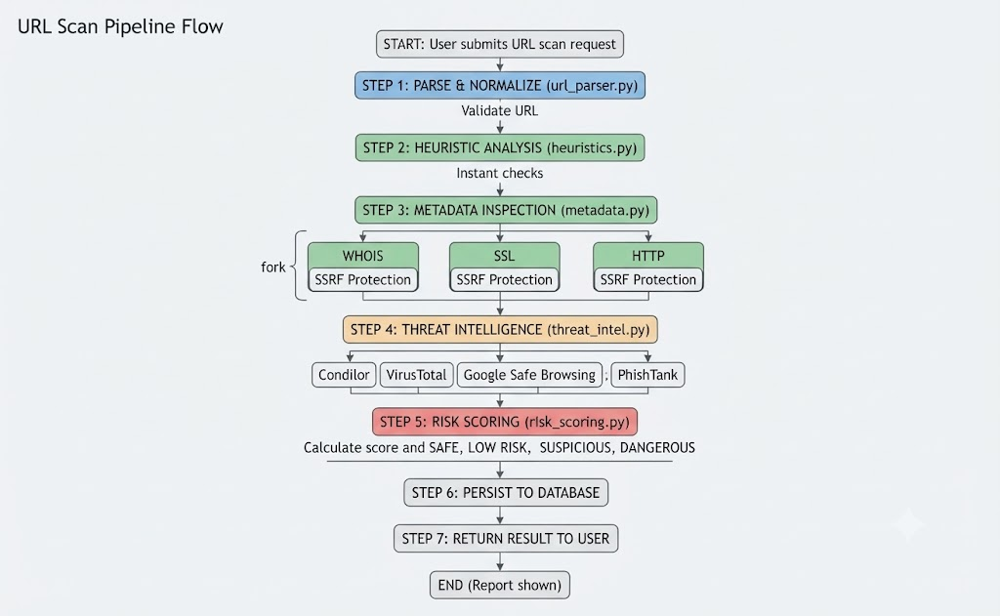 URL Scan Pipeline Flow
START: User submits URL scan request
STEP 1: PARSE & NORMALIZE (url_parser.py)
Validate URL
STEP 2: HEURISTIC ANALYSIS (heuristics.py)
Instant checks
STEP 3: METADATA INSPECTION (metadata.py)
fork
WHOIS
SSRF Protection
SSL
SSRF Protection
HTTP
SSRF Protection
STEP 4: THREAT INTELLIGENCE (threat_intel.py)
Condilor
VirusTotal
Google Safe Browsing
;
PhishTank
STEP 5: RISK SCORING (risk_scoring.py)
Calculate score and SAFE, LOW RISK, SUSPICIOUS, DANGEROUS
STEP 6: PERSIST TO DATABASE
STEP 7: RETURN RESULT TO USER
END (Report shown)